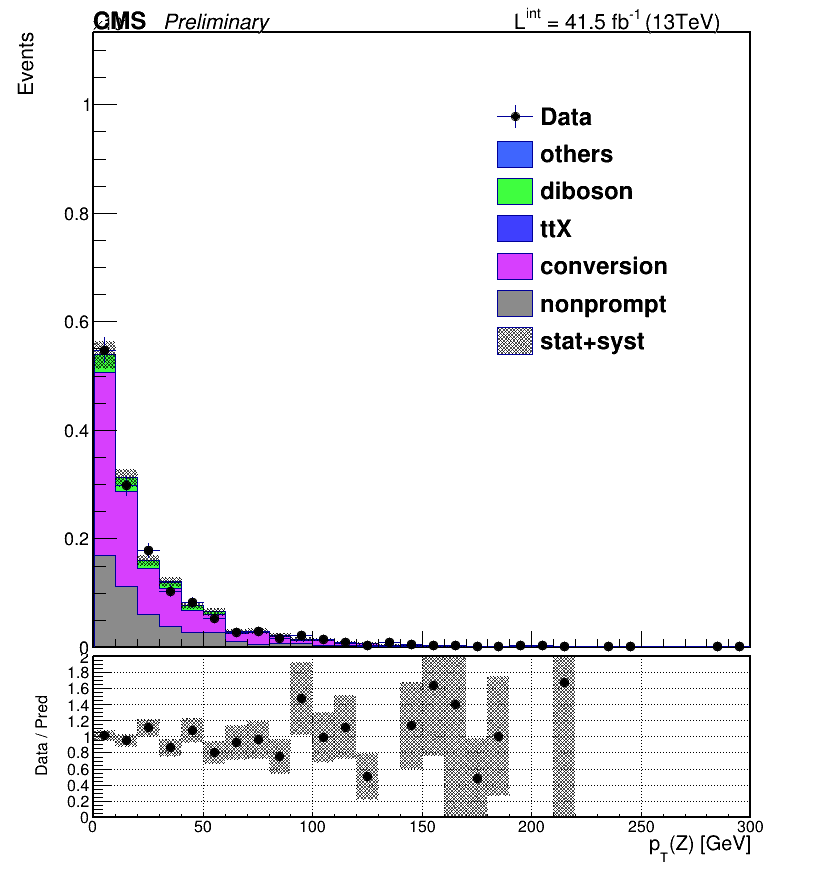 CMS Preliminary L^int = 41.5 fb^-1 (13TeV)
Events
1
0.8
0.6
0.4
0.2
0
Data
others
diboson
ttX
conversion
nonprompt
stat+syst
Data / Pred
2
1.8
1.6
1.4
1.2
1
0.8
0.6
0.4
0.2
0
0 50 100 150 200 250 300
p_T(Z) [GeV]